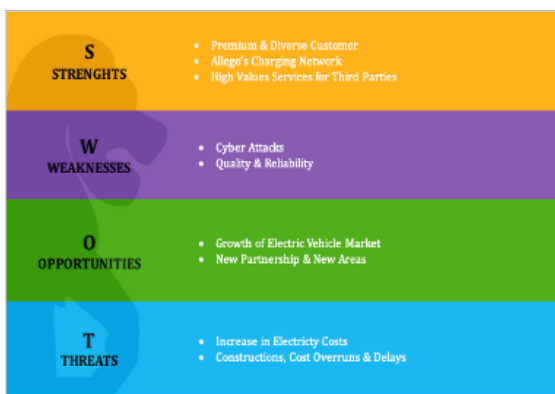 S
STRENGHTS
Premium & Diverse Customer
Allego's Charging Network
High Values Services for Third Parties
W
WEAKNESSES
Cyber Attacks
Quality & Reliability
O
OPPORTUNITIES
Growth of Electric Vehicle Market
New Partnership & New Areas
T
THREATS
Increase in Electricty Costs
Constructions, Cost Overruns & Delays